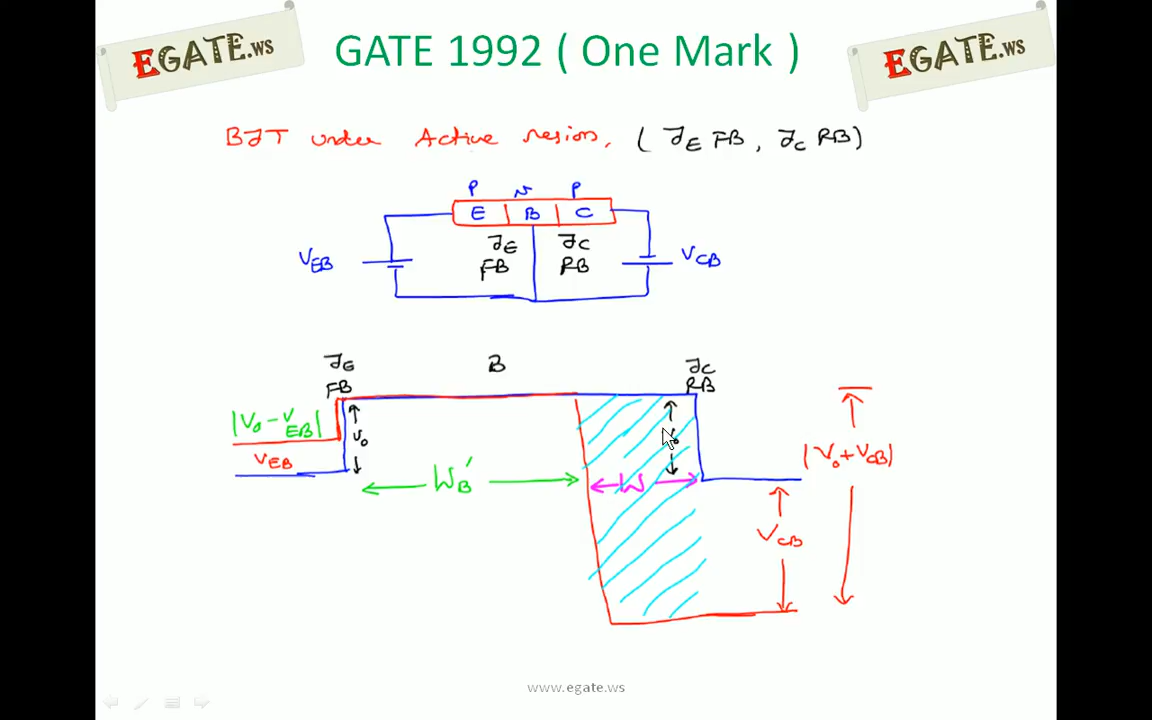 EGATE.ws
GATE 1992 ( One Mark )
EGATE.ws
BJT under Active region, ( JE FB , JC RB)
P N P
E B C
VEB
JE FB
JC RB
VCB
JE FB
B
JC RB
|V0 - VEB|
V0
VEB
WB'
W
V0
|V0 + VCB|
VCB
www.egate.ws